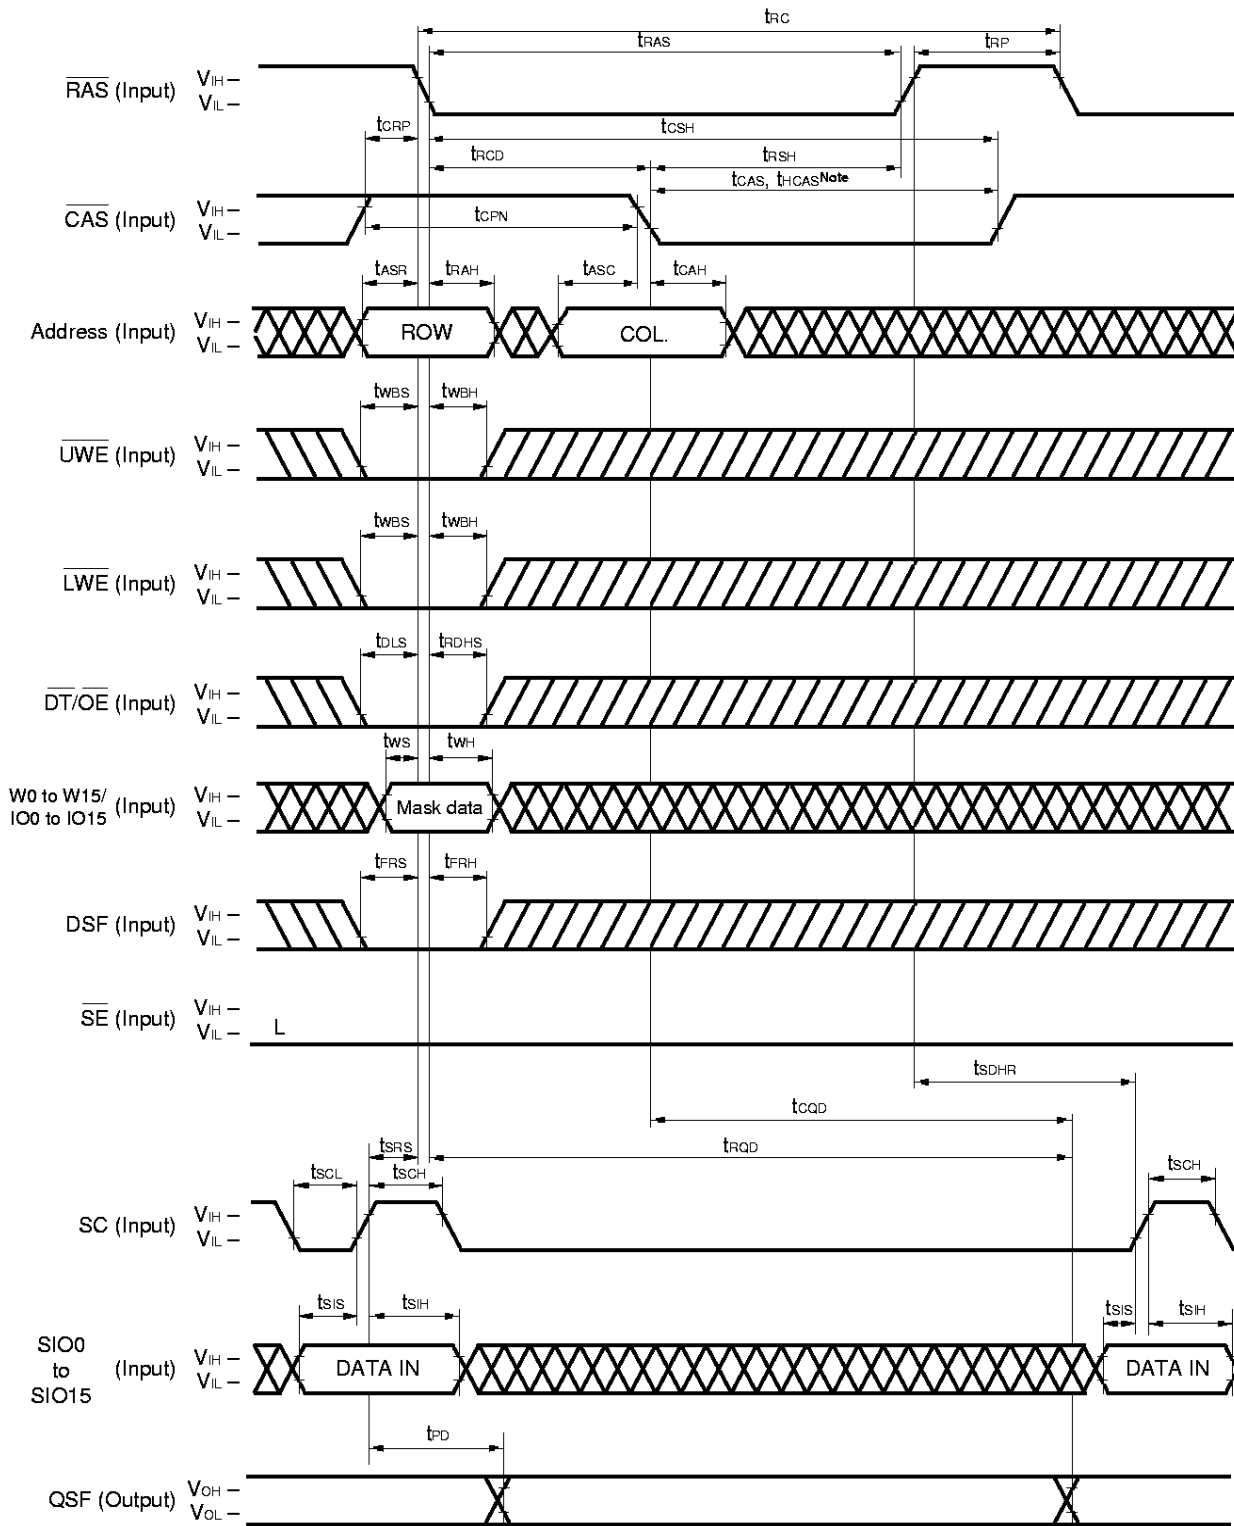 tRC
tRAS tRP
RAS (Input) VIH VIL
tCRP tCSH
tRCD tRSH
tCAS, tHCAS Note
CAS (Input) VIH VIL
tCPN
tASR tRAH tASC tCAH
Address (Input) VIH VIL ROW COL.
tWBS tWBH
UWE (Input) VIH VIL
tWBS tWBH
LWE (Input) VIH VIL
tDLS tRDHS
DT/OE (Input) VIH VIL
tWS tWH
W0 to W15/
IO0 to IO15 (Input) VIH VIL Mask data
tFRS tFRH
DSF (Input) VIH VIL
SE (Input) VIH VIL L
tSDHR
tCQD
tSRS tRQD
tSCL tSCH tSCH
SC (Input) VIH VIL
tSIS tSIH tSIS tSIH
SIO0
to
SIO15 (Input) VIH VIL DATA IN DATA IN
tPD
QSF (Output) VOH VOL